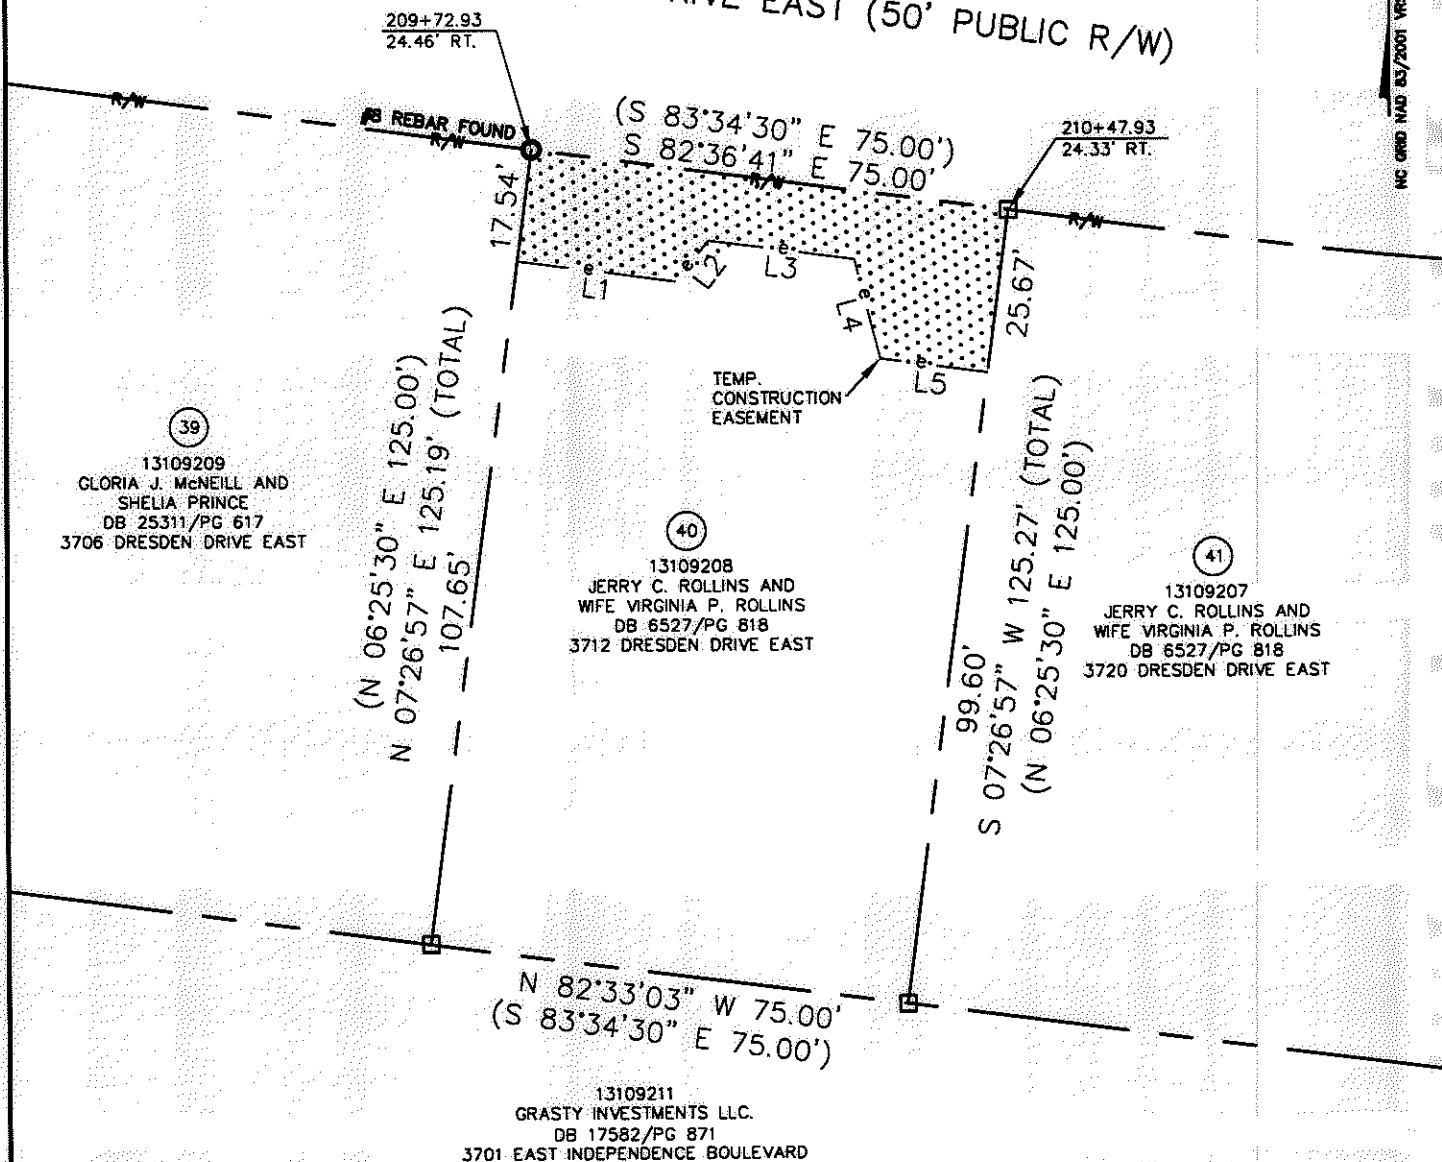 EAST (50' PUBLIC R/W)
209+72.93
24.46' RT.
NC GRID NAD 83/2001
R/W
#8 REBAR FOUND
R/W
(S 83°34'30" E 75.00')
S 82°36'41" E 75.00'
R/W
210+47.93
24.33' RT.
R/W
17.54'
e
L1
e
L2
e
L3
e
L4
e
L5
25.67'
TEMP.
CONSTRUCTION
EASEMENT
39
13109209
GLORIA J. McNEILL AND
SHELIA PRINCE
DB 25311/PG 617
3706 DRESDEN DRIVE EAST
(N 06°25'30" E 125.00')
N 07°26'57" E 125.19' (TOTAL)
107.65'
40
13109208
JERRY C. ROLLINS AND
WIFE VIRGINIA P. ROLLINS
DB 6527/PG 818
3712 DRESDEN DRIVE EAST
99.60'
S 07°26'57" W 125.27' (TOTAL)
(N 06°25'30" E 125.00')
41
13109207
JERRY C. ROLLINS AND
WIFE VIRGINIA P. ROLLINS
DB 6527/PG 818
3720 DRESDEN DRIVE EAST
N 82°33'03" W 75.00'
(S 83°34'30" E 75.00')
13109211
GRASTY INVESTMENTS LLC.
DB 17582/PG 871
3701 EAST INDEPENDENCE BOULEVARD